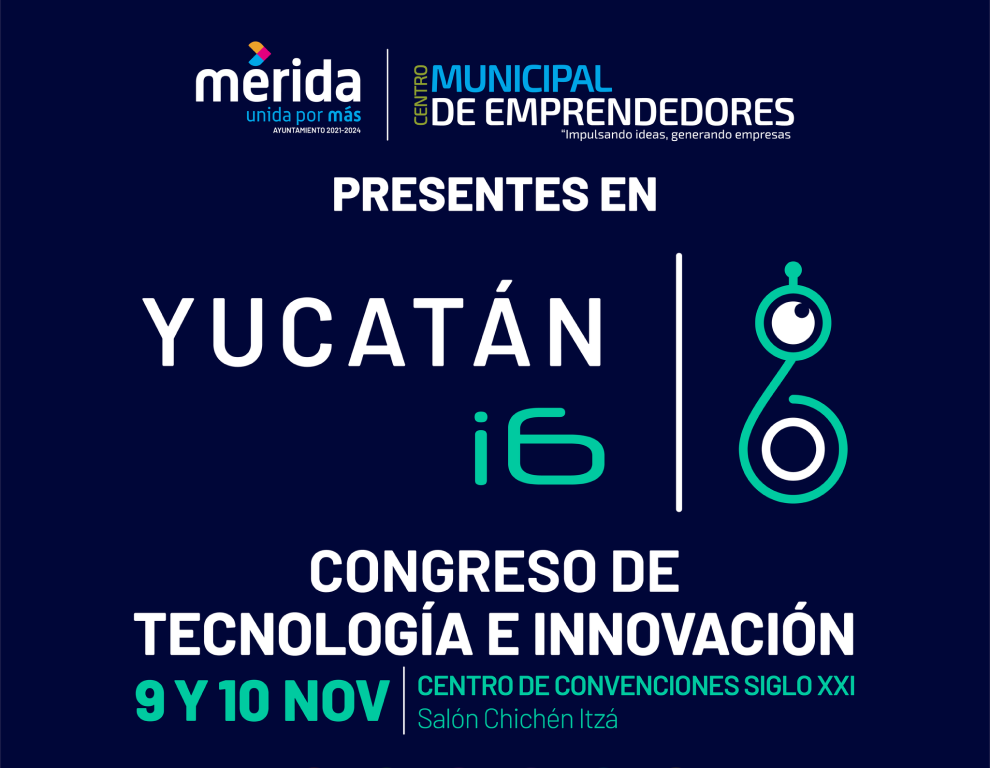 mérida
unida por más
AYUNTAMIENTO 2021-2024
CENTRO
MUNICIPAL
DE EMPRENDEDORES
“Impulsando ideas, generando empresas
PRESENTES EN
YUCATÁN
i6
CONGRESO DE
TECNOLOGÍA E INNOVACIÓN
9 Y 10 NOV
CENTRO DE CONVENCIONES SIGLO XXI
Salón Chichén Itzá